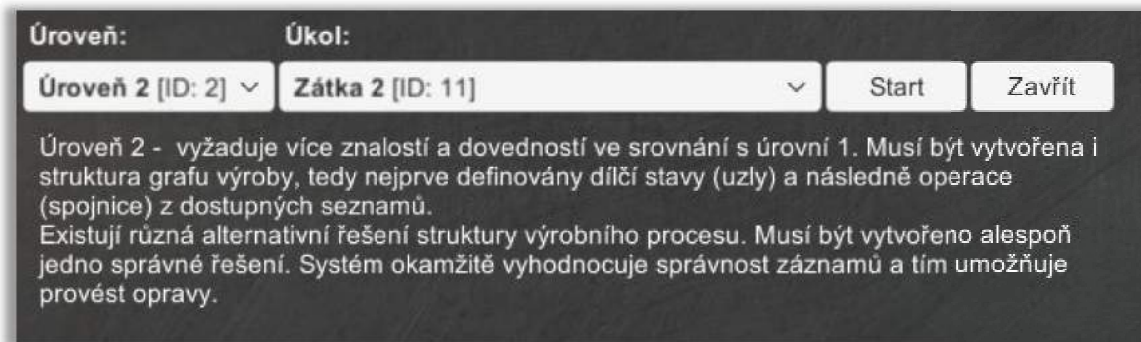 Úroveň: Úkol:
Úroveň 2 [ID: 2] Zátka 2 [ID: 11] Start Zavřít
Úroveň 2 - vyžaduje více znalostí a dovedností ve srovnání s úrovní 1. Musí být vytvořena i
struktura grafu výroby, tedy nejprve definovány dílčí stavy (uzly) a následně operace
(spojnice) z dostupných seznamů.
Existují různá alternativní řešení struktury výrobního procesu. Musí být vytvořeno alespoň
jedno správné řešení. Systém okamžitě vyhodnocuje správnost záznamů a tím umožňuje
provést opravy.